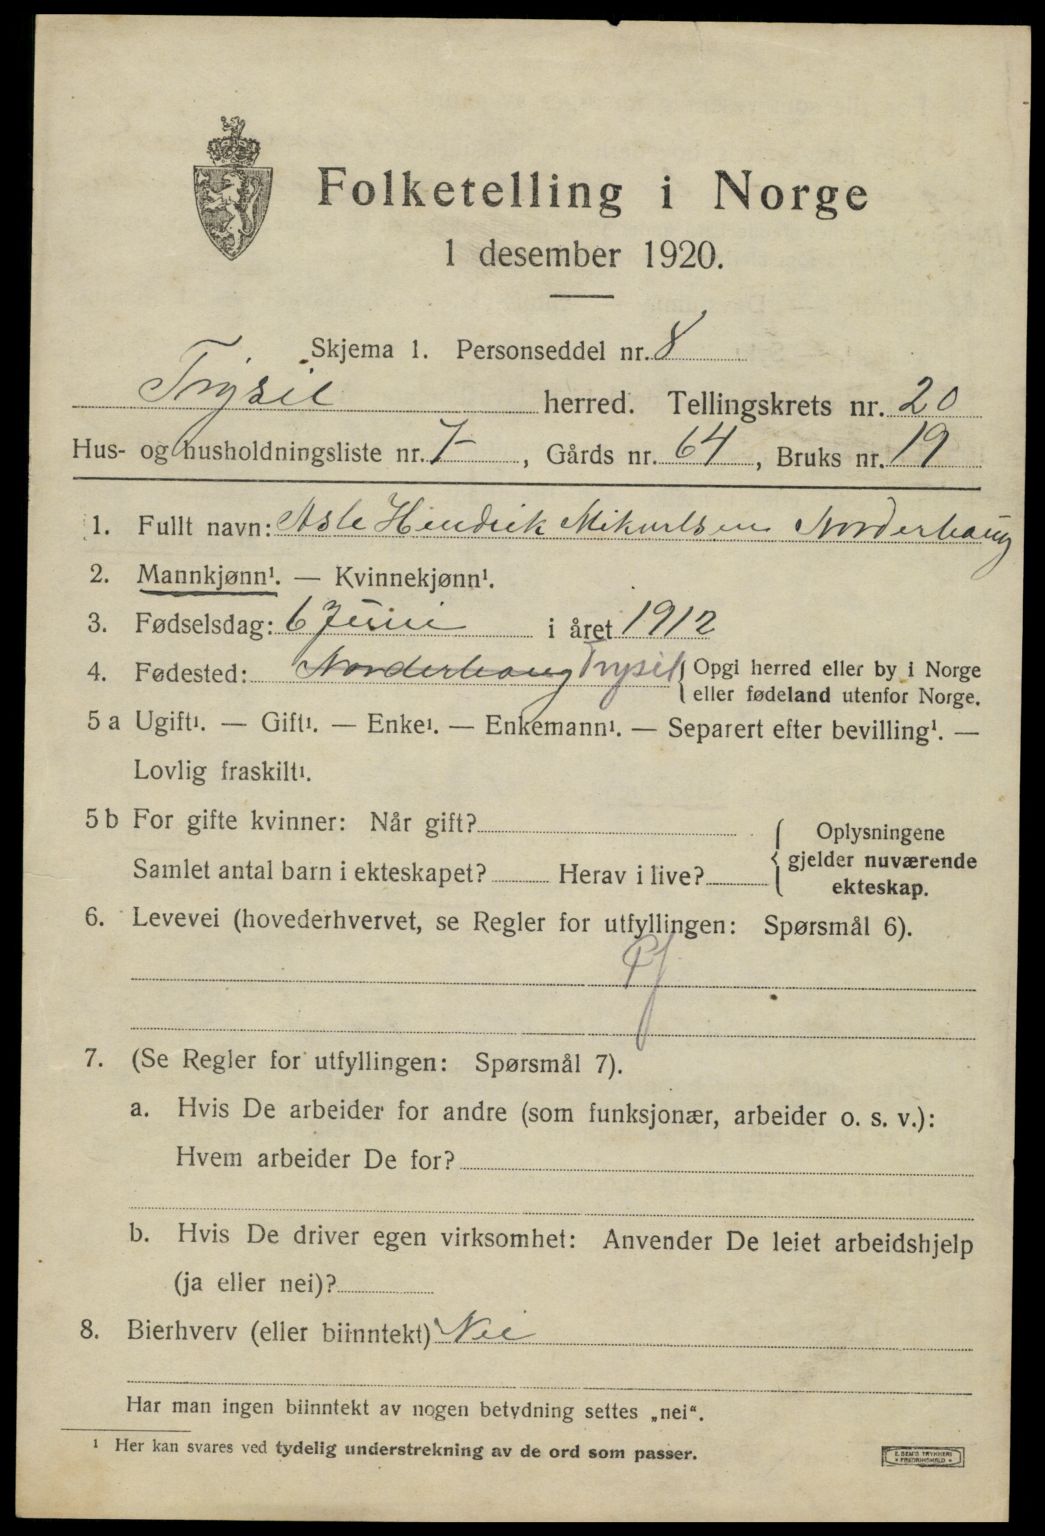 Folketelling i Norge
1 desember 1920.
Skjema 1. Personseddel nr. 8
Trysil herred. Tellingskrets nr. 20
Hus- og husholdningsliste nr. 7, Gårds nr. 64, Bruks nr. 19
1. Fullt navn: Asle Hendrik Mikaelsen Norderhaug
2. Mannkjønn¹. — Kvinnekjønn¹.
3. Fødselsdag: 6 Juni i året 1912
4. Fødested: Norderhaug Trysil { Opgi herred eller by i Norge
eller fødeland utenfor Norge.
5 a Ugift¹. — Gift¹. — Enke¹. — Enkemann¹. — Separert efter bevilling¹. —
Lovlig fraskilt¹.
5 b For gifte kvinner: Når gift?
Samlet antal barn i ekteskapet? Herav i live?
Oplysningene
gjelder nuværende
ekteskap.
6. Levevei (hovederhvervet, se Regler for utfyllingen: Spørsmål 6).
7. (Se Regler for utfyllingen: Spørsmål 7).
a. Hvis De arbeider for andre (som funksjonær, arbeider o. s. v.):
Hvem arbeider De for?
b. Hvis De driver egen virksomhet: Anvender De leiet arbeidshjelp
(ja eller nei)?
8. Bierhverv (eller biinntekt) Nei
Har man ingen biinntekt av nogen betydning settes „nei“.
¹ Her kan svares ved tydelig understrekning av de ord som passer.
E. SEM'S TRYKKERI
* FREDRIKSHALD *